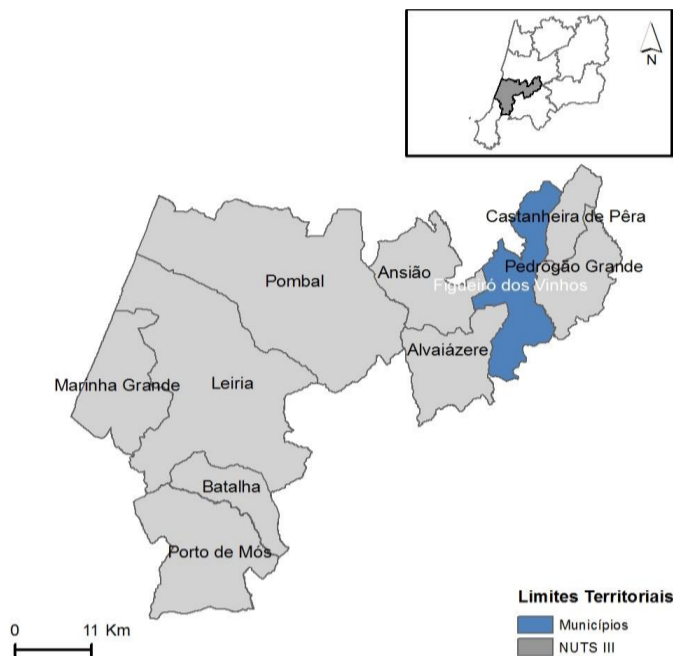 N
Castanheira de Pêra
Pedrógão Grande
Figueiró dos Vinhos
Ansião
Pombal
Alvaiázere
Marinha Grande
Leiria
Batalha
Porto de Mós
0 11 Km
Limites Territoriais
Municípios
NUTS III